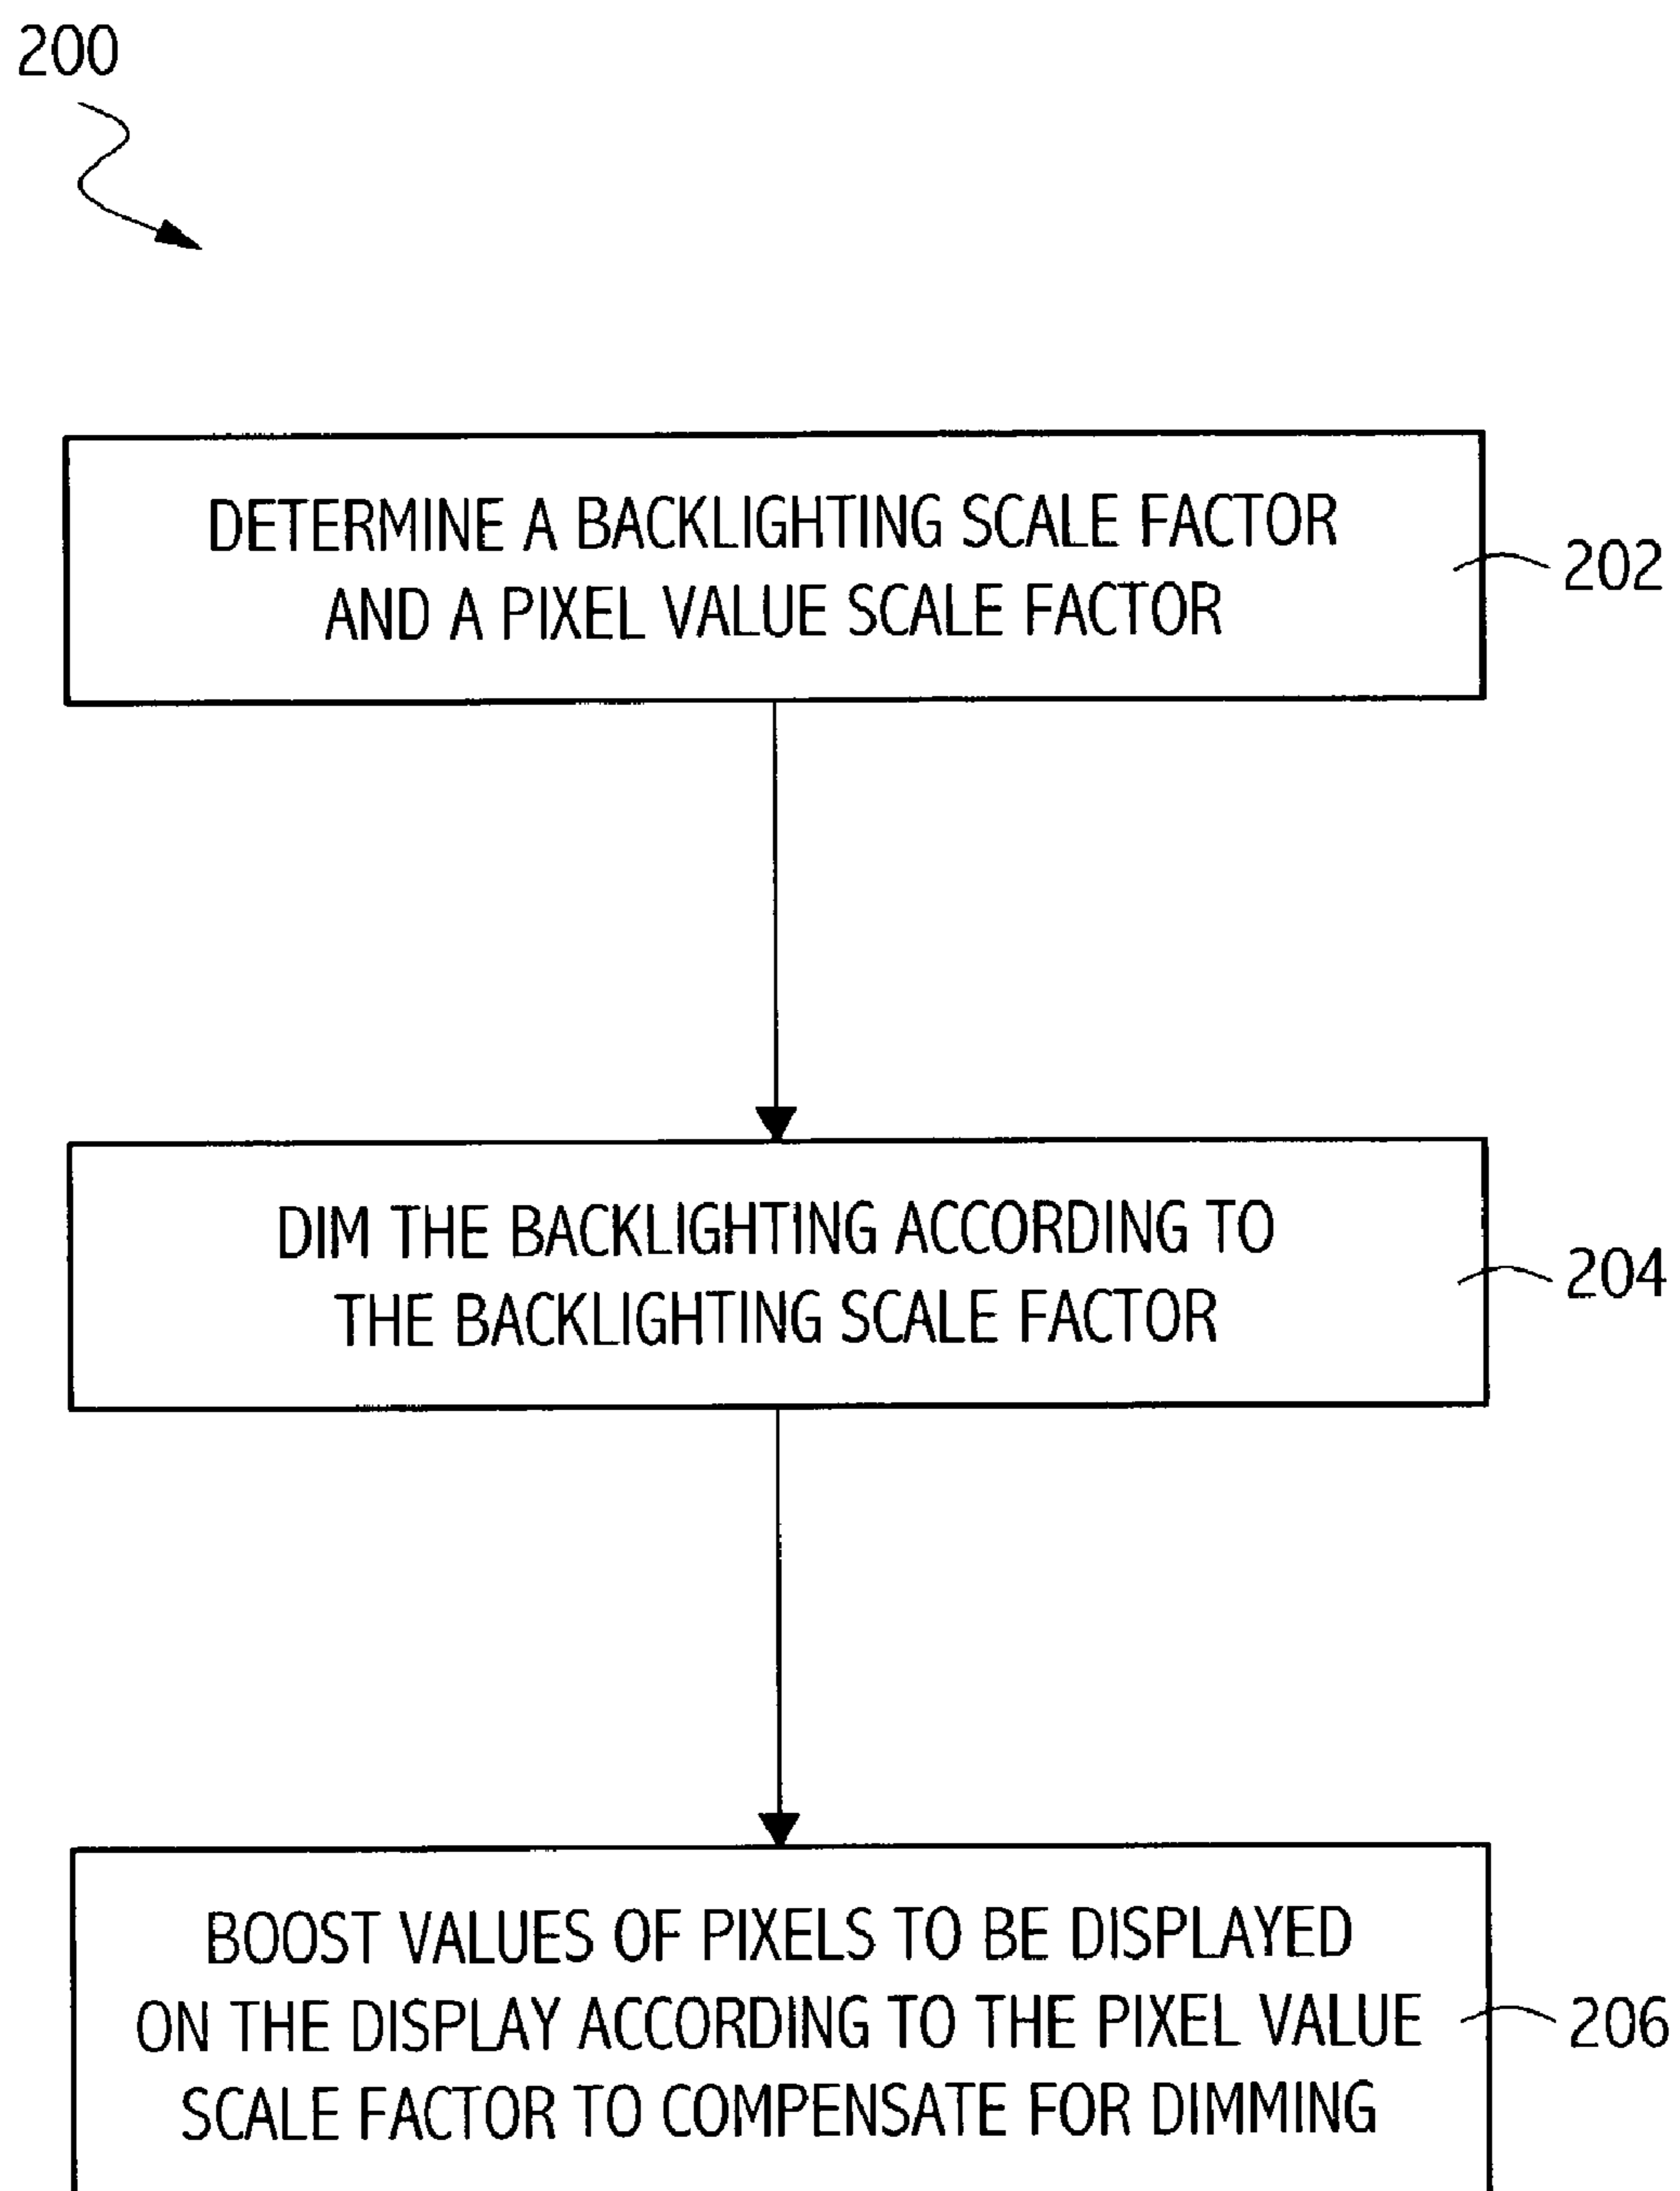 200
DETERMINE A BACKLIGHTING SCALE FACTOR
AND A PIXEL VALUE SCALE FACTOR
202
DIM THE BACKLIGHTING ACCORDING TO
THE BACKLIGHTING SCALE FACTOR
204
BOOST VALUES OF PIXELS TO BE DISPLAYED
ON THE DISPLAY ACCORDING TO THE PIXEL VALUE
SCALE FACTOR TO COMPENSATE FOR DIMMING
206